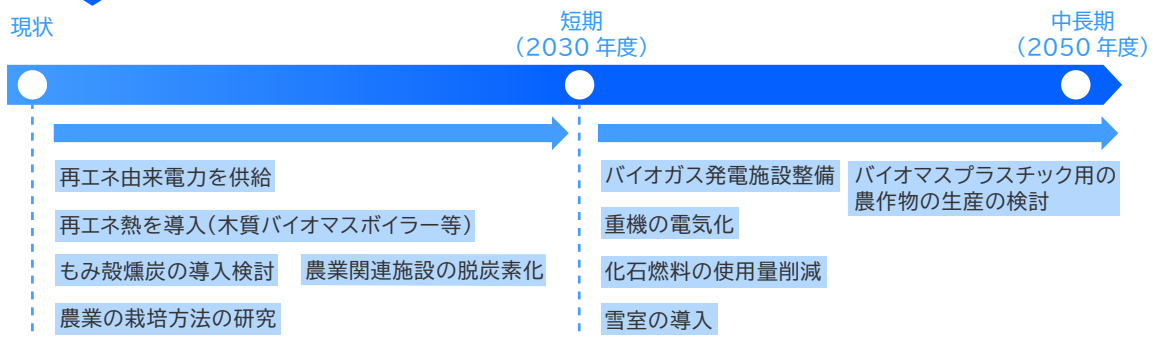 現状
短期
（2030 年度）
中長期
（2050 年度）
再エネ由来電力を供給
再エネ熱を導入（木質バイオマスボイラー等）
もみ殻燻炭の導入検討
農業関連施設の脱炭素化
農業の栽培方法の研究
バイオガス発電施設整備
バイオマスプラスチック用の
農作物の生産の検討
重機の電気化
化石燃料の使用量削減
雪室の導入